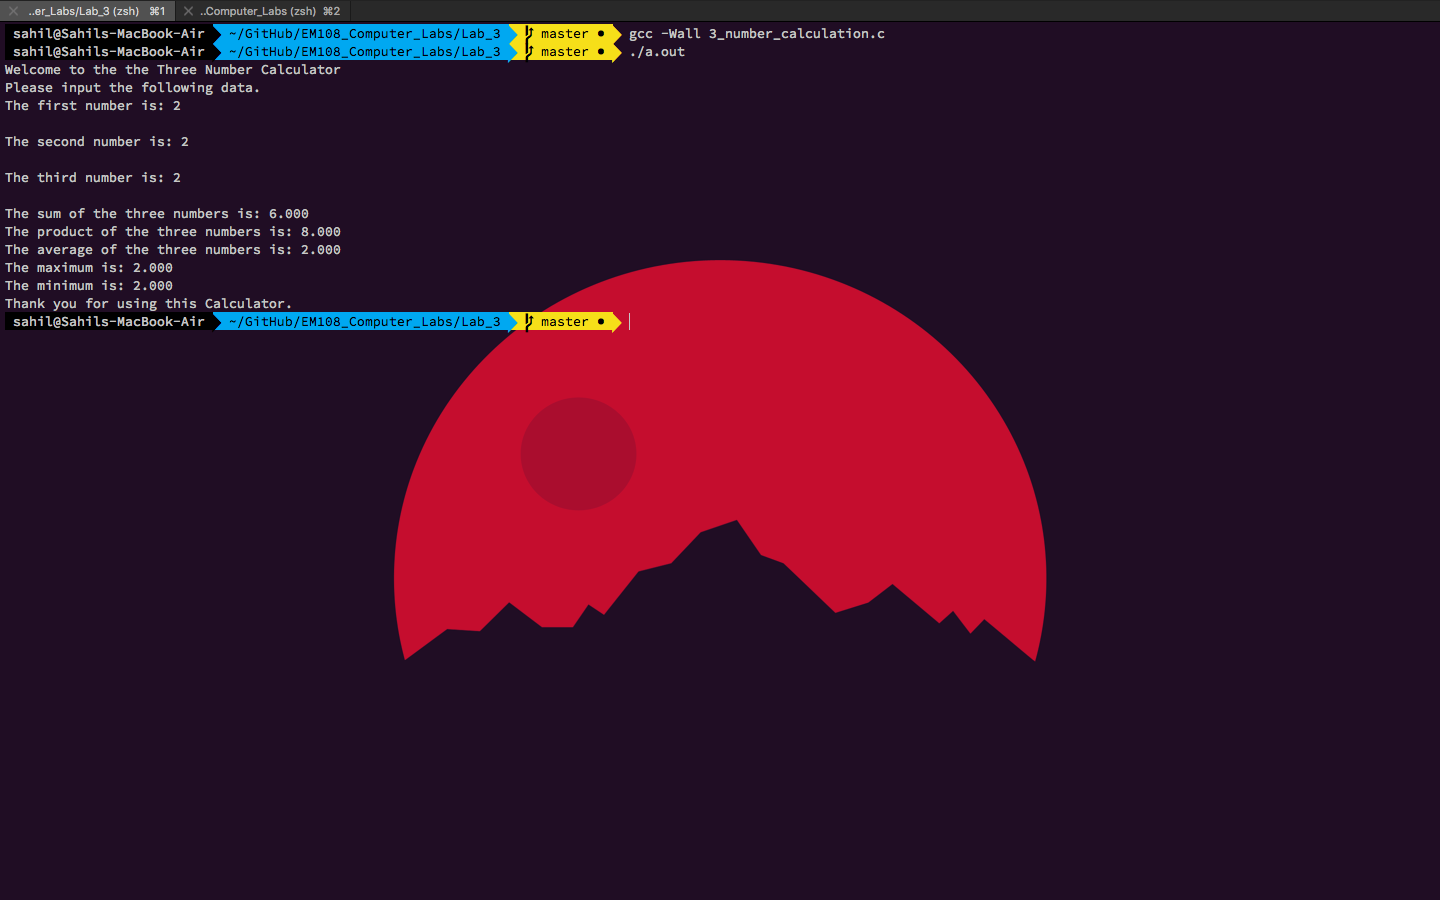 ..er_Labs/Lab_3 (zsh) ⌘1 ..Computer_Labs (zsh) ⌘2
sahil@Sahils-MacBook-Air ~/GitHub/EM108_Computer_Labs/Lab_3 master ● gcc -Wall 3_number_calculation.c
sahil@Sahils-MacBook-Air ~/GitHub/EM108_Computer_Labs/Lab_3 master ● ./a.out
Welcome to the the Three Number Calculator
Please input the following data.
The first number is: 2
The second number is: 2
The third number is: 2
The sum of the three numbers is: 6.000
The product of the three numbers is: 8.000
The average of the three numbers is: 2.000
The maximum is: 2.000
The minimum is: 2.000
Thank you for using this Calculator.
sahil@Sahils-MacBook-Air ~/GitHub/EM108_Computer_Labs/Lab_3 master ●